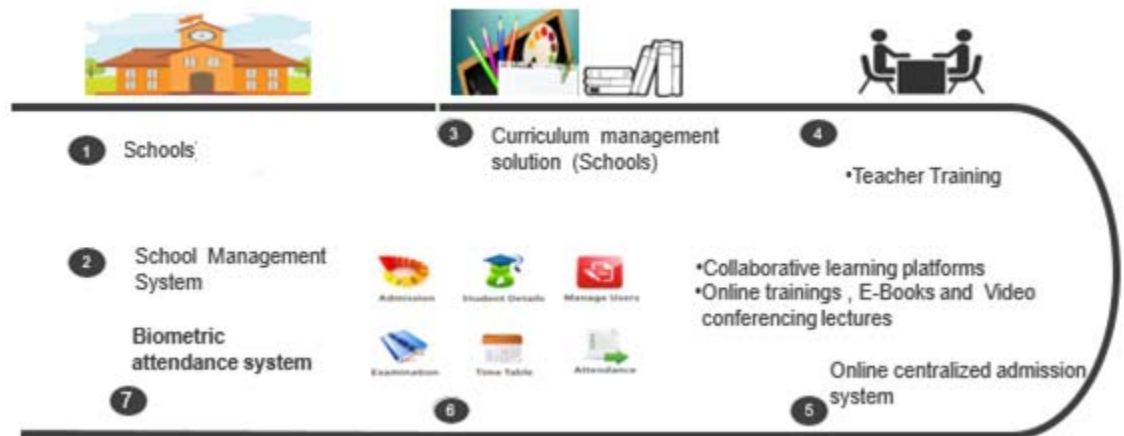 1 Schools
3 Curriculum management
solution (Schools)
4
•Teacher Training
2 School Management
System
Admission
Student Details
Manage Users
•Collaborative learning platforms
•Online trainings , E-Books and Video
conferencing lectures
Biometric
attendance system
Examination
Time Table
Attendance
Online centralized admission
system
7
6
5